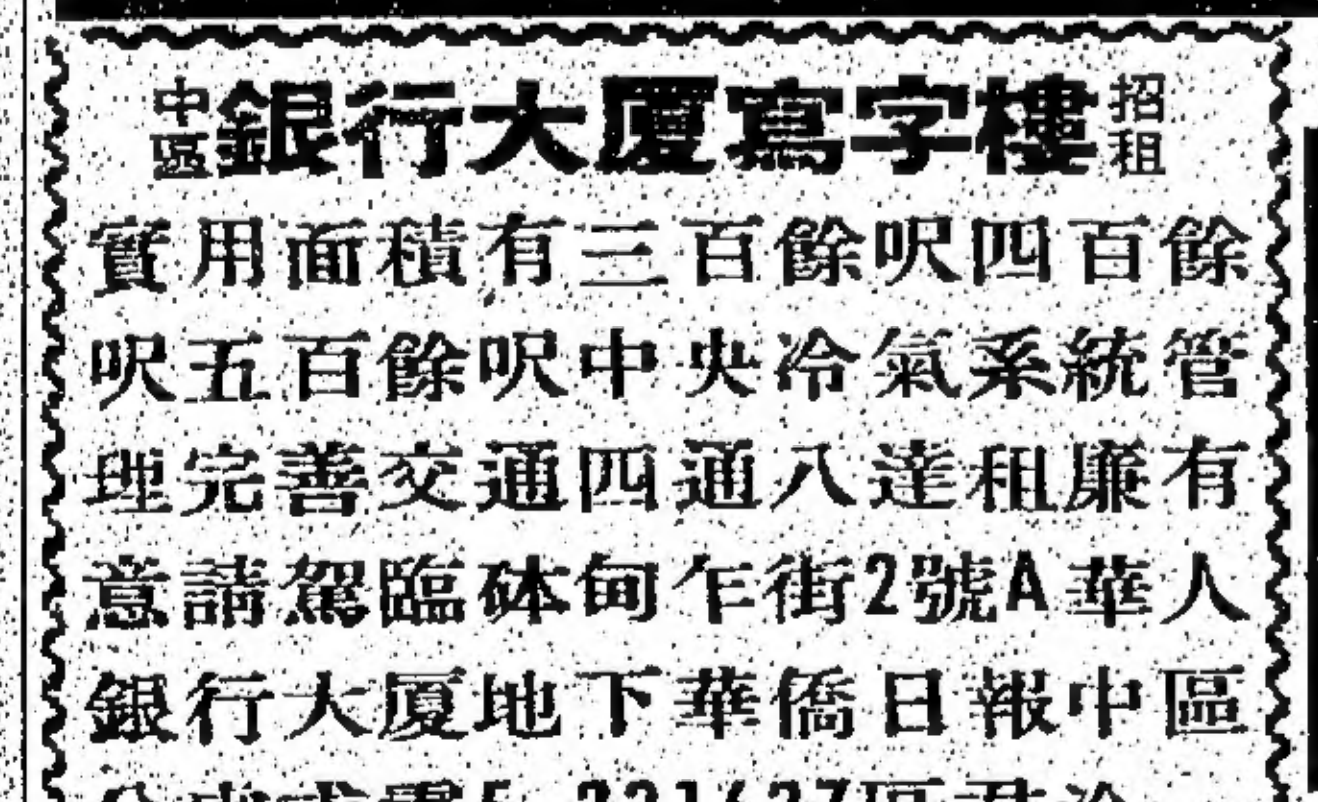 中區銀行大厦寫字樓招租
實用面積有三百餘呎四百餘
呎五百餘呎中央冷氣系統管
理完善交通四通八達租廉有
意請駕臨砵甸乍街2號A華人
銀行大厦地下華僑日報中區